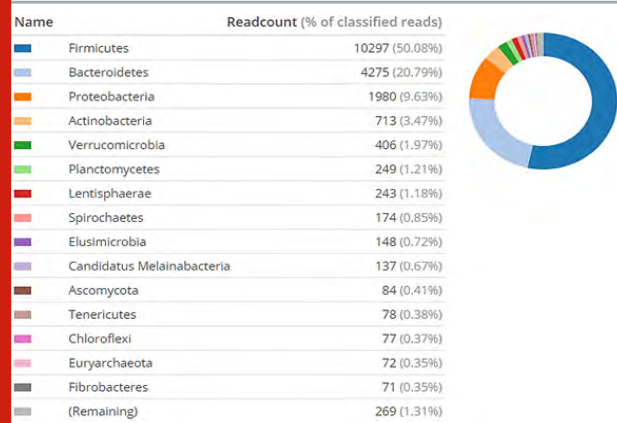 Name Readcount (% of classified reads)
Firmicutes 10297 (50.08%)
Bacteroidetes 4275 (20.79%)
Proteobacteria 1980 (9.63%)
Actinobacteria 713 (3.47%)
Verrucomicrobia 406 (1.97%)
Planctomycetes 249 (1.21%)
Lentisphaerae 243 (1.18%)
Spirochaetes 174 (0.85%)
Elusimicrobia 148 (0.72%)
Candidatus Melainabacteria 137 (0.67%)
Ascomycota 84 (0.41%)
Tenericutes 78 (0.38%)
Chloroflexi 77 (0.37%)
Euryarchaeota 72 (0.35%)
Fibrobacteres 71 (0.35%)
(Remaining) 269 (1.31%)